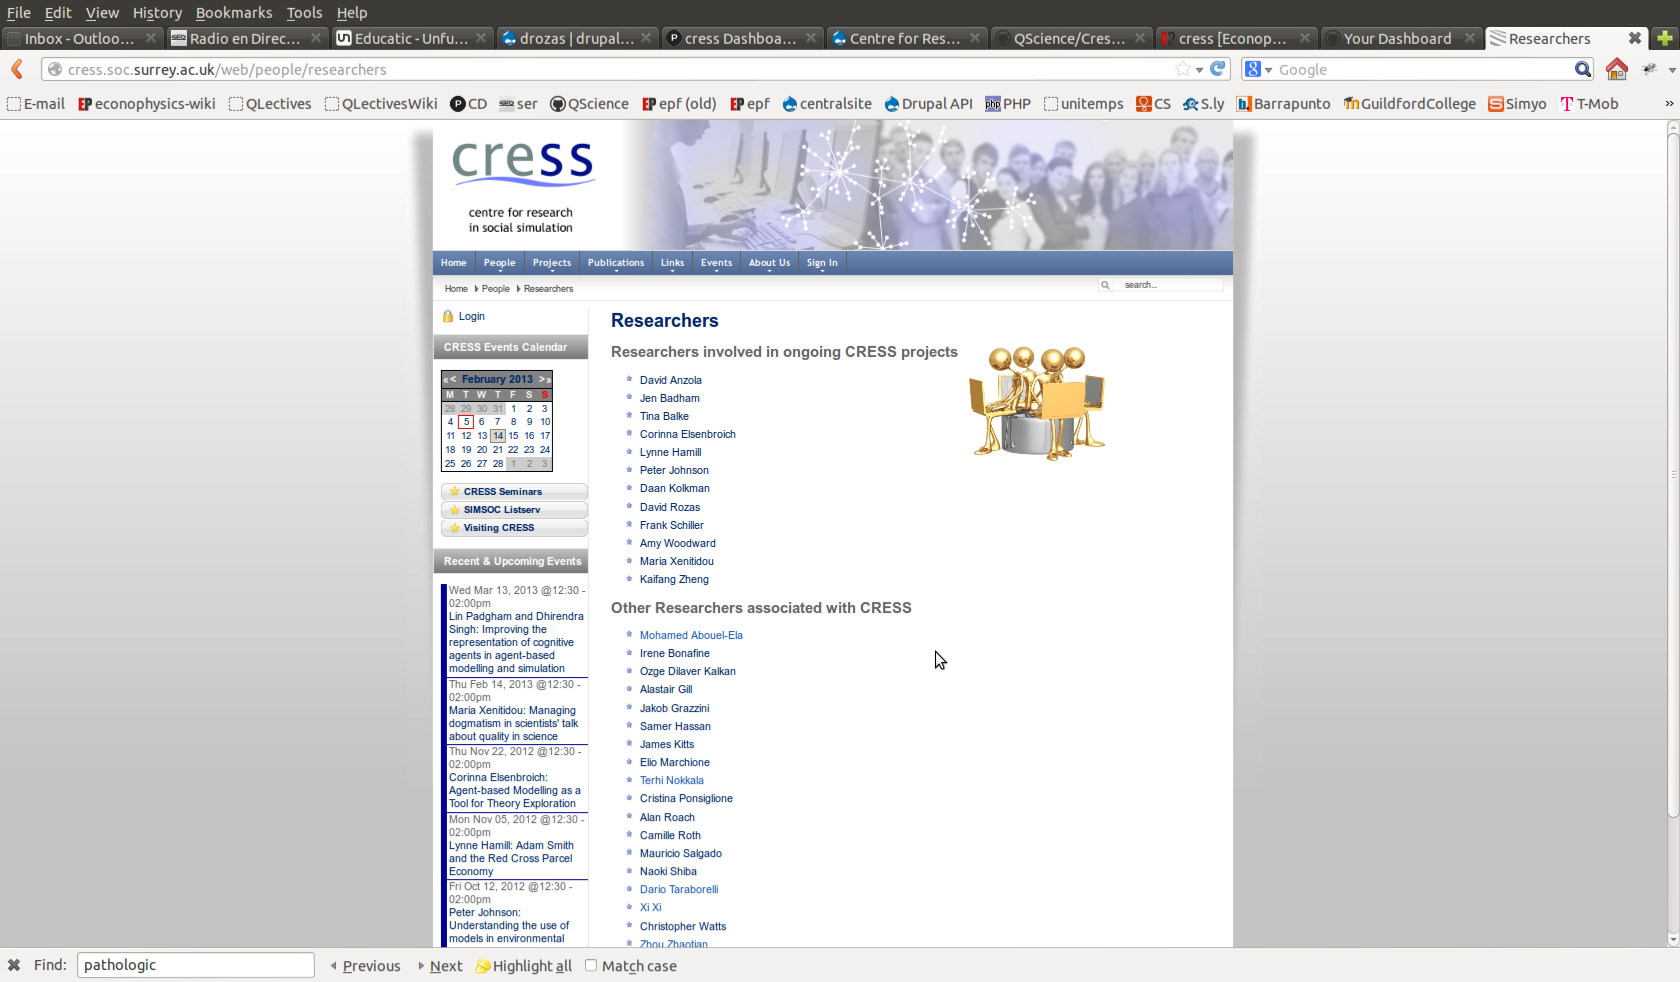 File Edit View History Bookmarks Tools Help
Inbox - Outloo... Radio en Direc... Educatic - Unfu... drozas | drupal... cress Dashboa... Centre for Res... QScience/Cres... cress [Econop... Your Dashboard Researchers
cress.soc.surrey.ac.uk/web/people/researchers Google
E-mail econophysics-wiki QLectives QLectivesWiki CD ser QScience epf (old) epf centralsite Drupal API PHP unitemps CS S.ly Barrapunto GuildfordCollege Simyo T-Mob »
cress
centre for research
in social simulation
Home People Projects Publications Links Events About Us Sign In
Home People Researchers search...
Login
CRESS Events Calendar
« < February 2013 > »
M T W T F S S
28 29 30 31 1 2 3
4 5 6 7 8 9 10
11 12 13 14 15 16 17
18 19 20 21 22 23 24
25 26 27 28 1 2 3
CRESS Seminars
SIMSOC Listserv
Visiting CRESS
Recent & Upcoming Events
Wed Mar 13, 2013 @12:30 -
02:00pm
Lin Padgham and Dhirendra
Singh: Improving the
representation of cognitive
agents in agent-based
modelling and simulation
Thu Feb 14, 2013 @12:30 -
02:00pm
Maria Xenitidou: Managing
dogmatism in scientists' talk
about quality in science
Thu Nov 22, 2012 @12:30 -
02:00pm
Corinna Elsenbroich:
Agent-based Modelling as a
Tool for Theory Exploration
Mon Nov 05, 2012 @12:30 -
02:00pm
Lynne Hamill: Adam Smith
and the Red Cross Parcel
Economy
Fri Oct 12, 2012 @12:30 -
02:00pm
Peter Johnson:
Understanding the use of
models in environmental
Researchers
Researchers involved in ongoing CRESS projects
David Anzola
Jen Badham
Tina Balke
Corinna Elsenbroich
Lynne Hamill
Peter Johnson
Daan Kolkman
David Rozas
Frank Schiller
Amy Woodward
Maria Xenitidou
Kaifang Zheng
Other Researchers associated with CRESS
Mohamed Abouel-Ela
Irene Bonafine
Ozge Dilaver Kalkan
Alastair Gill
Jakob Grazzini
Samer Hassan
James Kitts
Elio Marchione
Terhi Nokkala
Cristina Ponsiglione
Alan Roach
Camille Roth
Mauricio Salgado
Naoki Shiba
Dario Taraborelli
Xi Xi
Christopher Watts
Zhou Zhaotian
Find: pathologic Previous Next Highlight all Match case